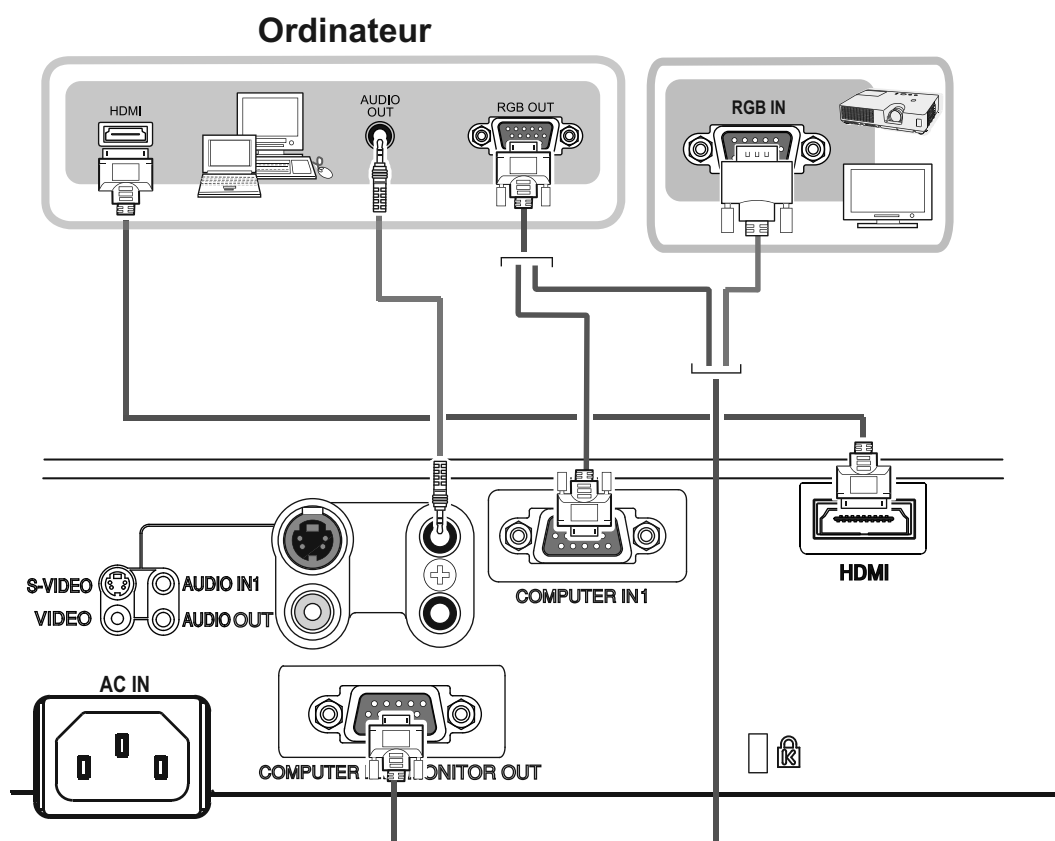 Ordinateur
HDMI
AUDIO
OUT
RGB OUT
RGB IN
S-VIDEO
AUDIO IN1
VIDEO
AUDIO OUT
COMPUTER IN1
HDMI
AC IN
COMPUTER
MONITOR OUT
K